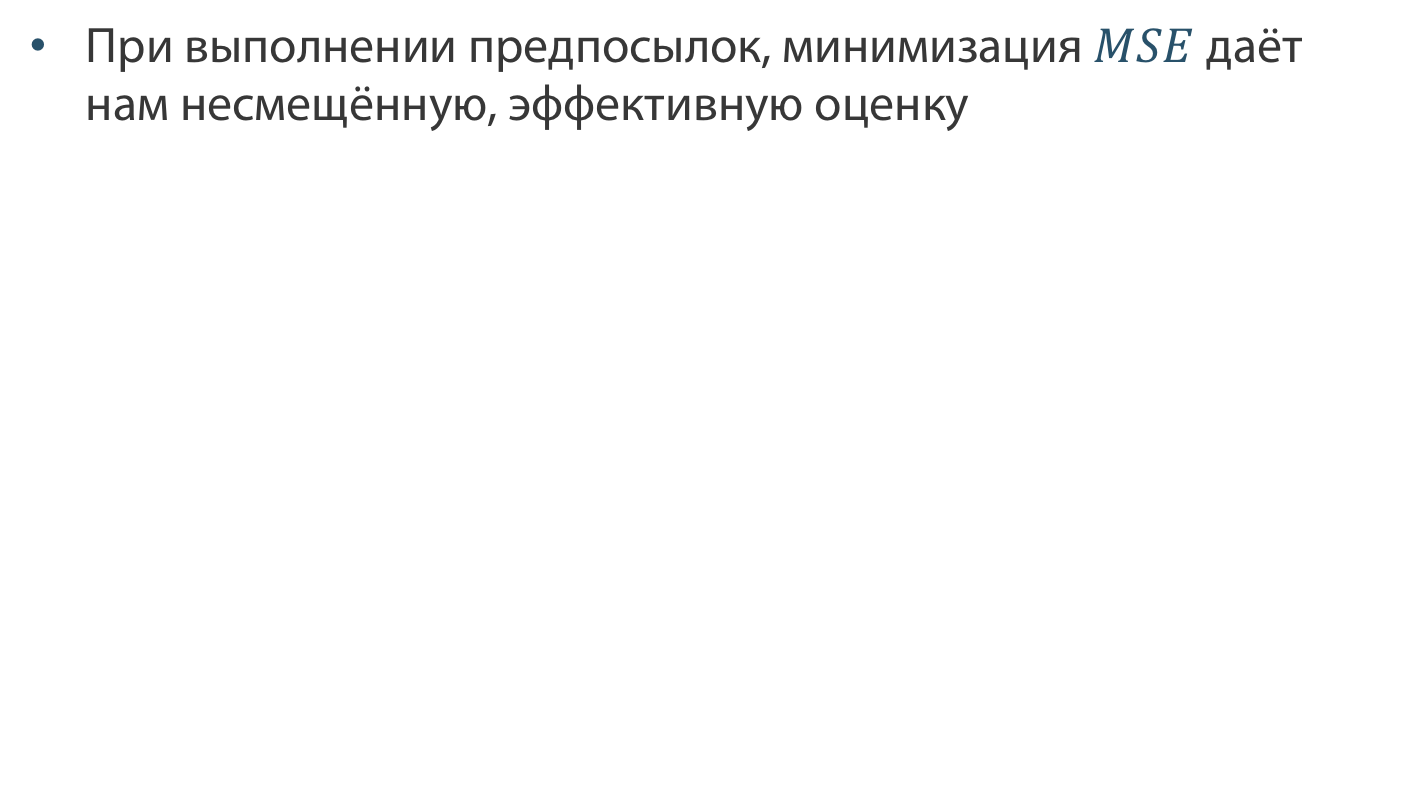 • При выполнении предпосылок, минимизация MSE даёт
нам несмещённую, эффективную оценку